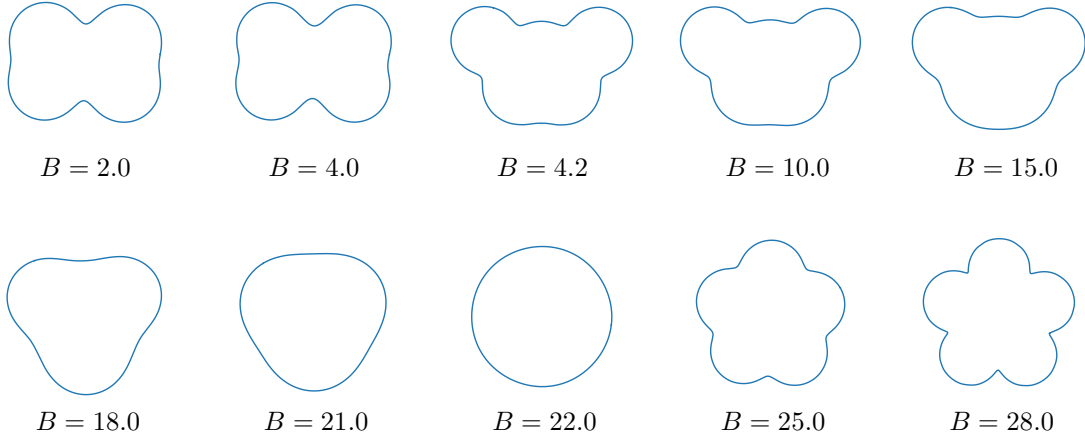 B = 2.0 B = 4.0 B = 4.2 B = 10.0 B = 15.0
B = 18.0 B = 21.0 B = 22.0 B = 25.0 B = 28.0